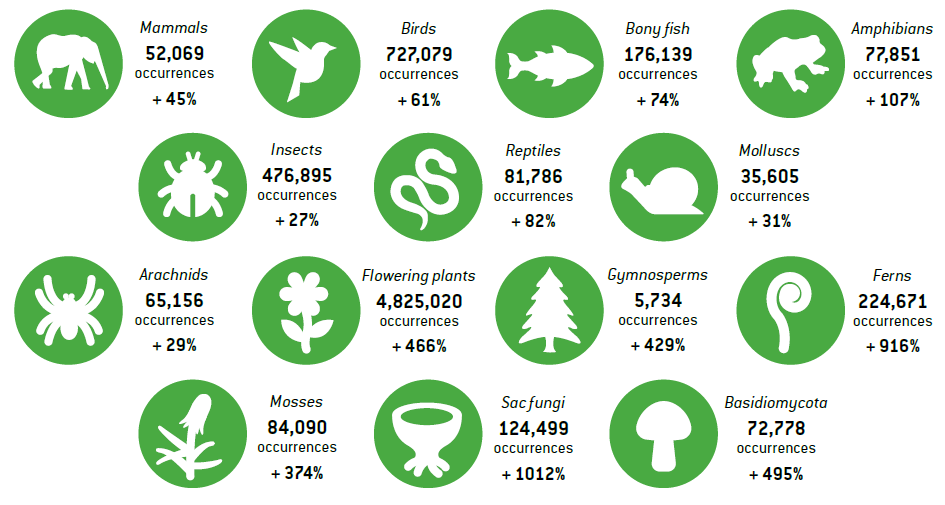 Mammals
52,069
occurrences
+ 45%
Birds
727,079
occurrences
+ 61%
Bony fish
176,139
occurrences
+ 74%
Amphibians
77,851
occurrences
+ 107%
Insects
476,895
occurrences
+ 27%
Reptiles
81,786
occurrences
+ 82%
Molluscs
35,605
occurrences
+ 31%
Arachnids
65,156
occurrences
+ 29%
Flowering plants
4,825,020
occurrences
+ 466%
Gymnosperms
5,734
occurrences
+ 429%
Ferns
224,671
occurrences
+ 916%
Mosses
84,090
occurrences
+ 374%
Sac fungi
124,499
occurrences
+ 1012%
Basidiomycota
72,778
occurrences
+ 495%